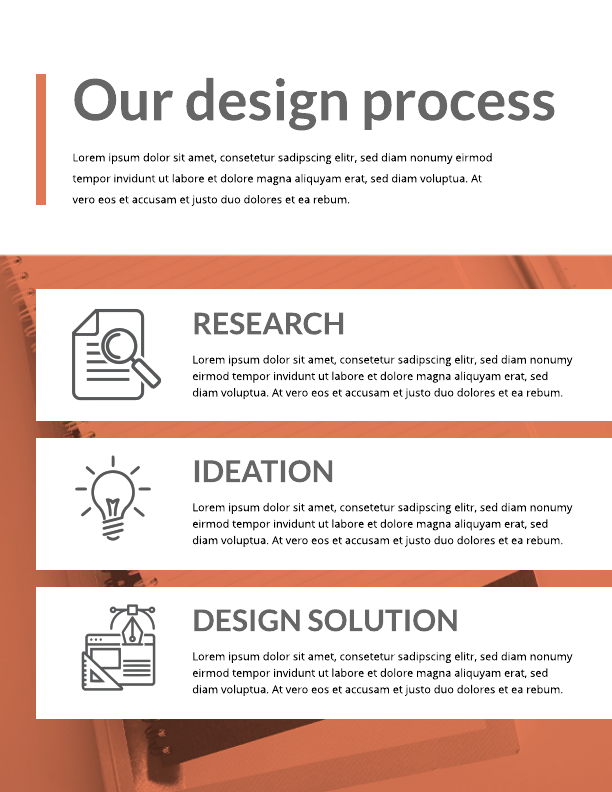 Our design process
Lorem ipsum dolor sit amet, consetetur sadipscing elitr, sed diam nonumy eirmod
tempor invidunt ut labore et dolore magna aliquyam erat, sed diam voluptua. At
vero eos et accusam et justo duo dolores et ea rebum.
RESEARCH
Lorem ipsum dolor sit amet, consetetur sadipscing elitr, sed diam nonumy
eirmod tempor invidunt ut labore et dolore magna aliquyam erat, sed
diam voluptua. At vero eos et accusam et justo duo dolores et ea rebum.
IDEATION
Lorem ipsum dolor sit amet, consetetur sadipscing elitr, sed diam nonumy
eirmod tempor invidunt ut labore et dolore magna aliquyam erat, sed
diam voluptua. At vero eos et accusam et justo duo dolores et ea rebum.
DESIGN SOLUTION
Lorem ipsum dolor sit amet, consetetur sadipscing elitr, sed diam nonumy
eirmod tempor invidunt ut labore et dolore magna aliquyam erat, sed
diam voluptua. At vero eos et accusam et justo duo dolores et ea rebum.